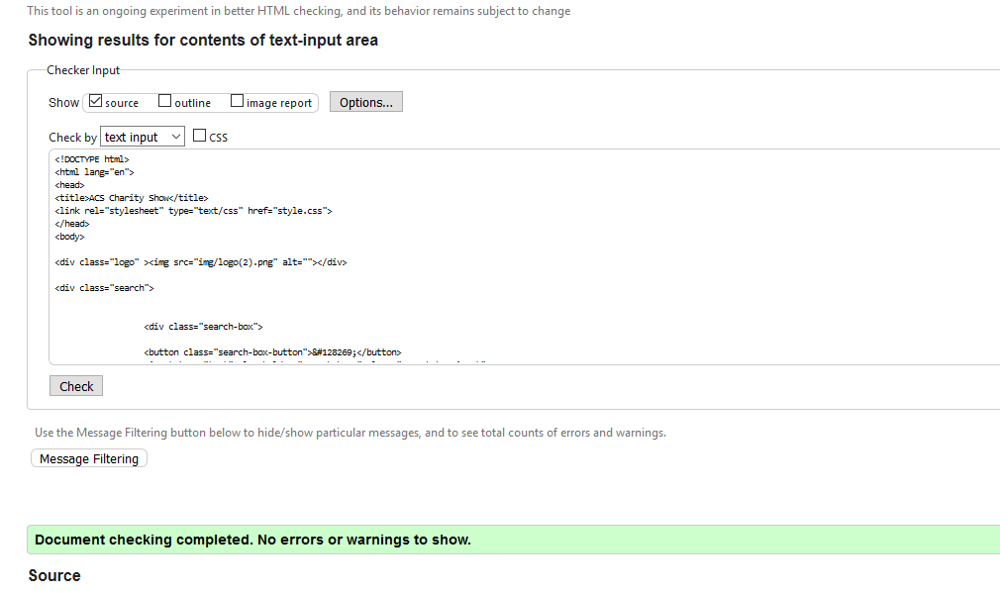 This tool is an ongoing experiment in better HTML checking, and its behavior remains subject to change
Showing results for contents of text-input area
Checker Input
Show source outline image report Options...
Check by text input CSS
<!DOCTYPE html>
<html lang="en">
<head>
<title>ACS Charity Show</title>
<link rel="stylesheet" type="text/css" href="style.css">
</head>
<body>
<div class="logo" ><img src="img/logo(2).png" alt=""></div>
<div class="search">
<div class="search-box">
<button class="search-box-button">&#128269;</button>
Check
Use the Message Filtering button below to hide/show particular messages, and to see total counts of errors and warnings.
Message Filtering
Document checking completed. No errors or warnings to show.
Source